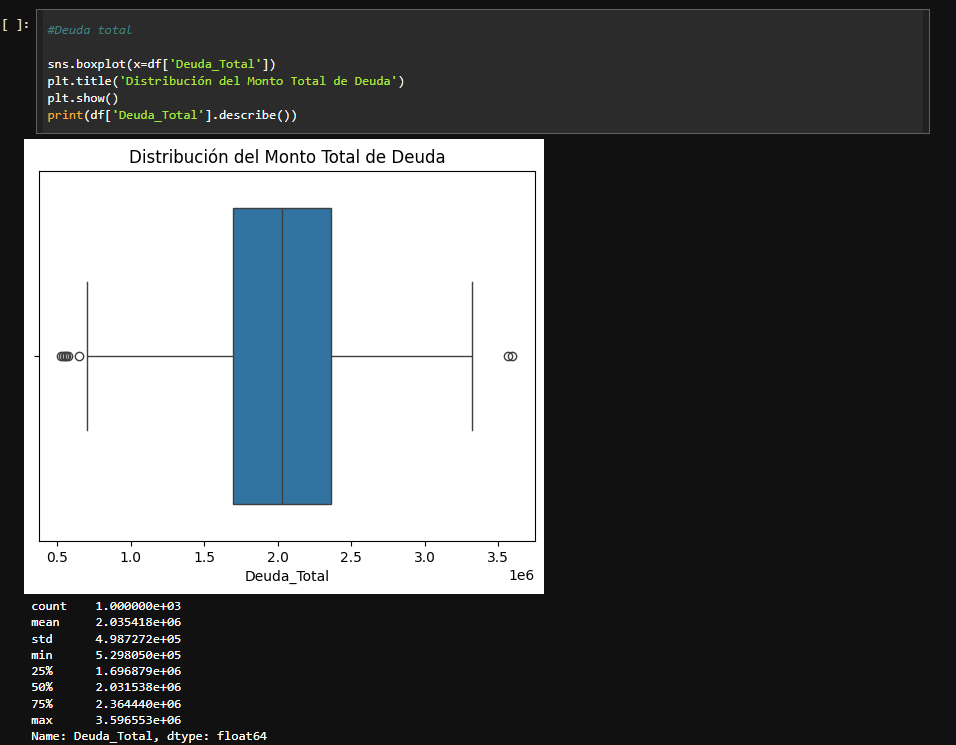 [ ]:
#Deuda total
sns.boxplot(x=df['Deuda_Total'])
plt.title('Distribución del Monto Total de Deuda')
plt.show()
print(df['Deuda_Total'].describe())
Distribución del Monto Total de Deuda
0.5 1.0 1.5 2.0 2.5 3.0 3.5
Deuda_Total
1e6
count 1.000000e+03
mean 2.035418e+06
std 4.987272e+05
min 5.298050e+05
25% 1.696879e+06
50% 2.031538e+06
75% 2.364440e+06
max 3.596553e+06
Name: Deuda_Total, dtype: float64